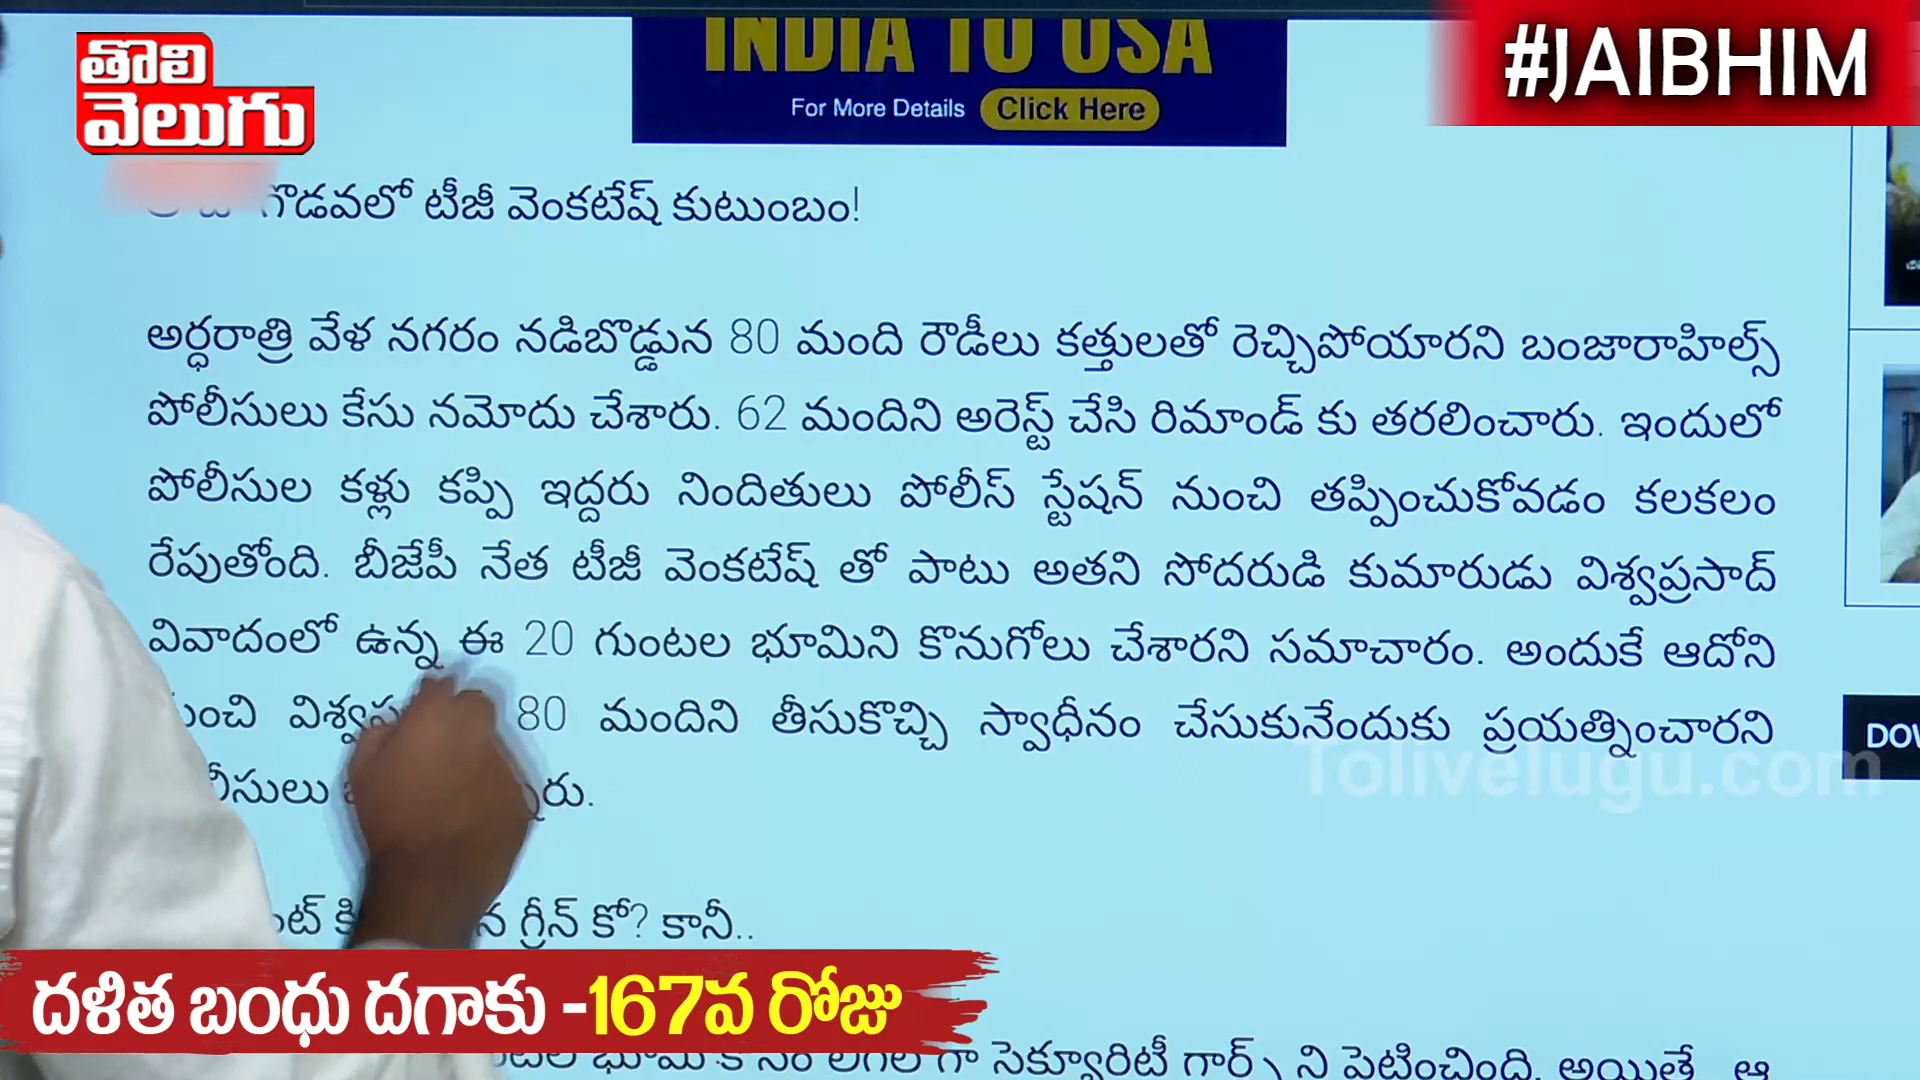 INDIA TO USA
#JAIBHIM
తొలి
వెలుగు
For More Details Click Here
గొడవలో టీజీ వెంకటేష్ కుటుంబం!
అర్ధరాత్రి వేళ నగరం నడిబొడ్డున 80 మంది రౌడీలు కత్తులతో రెచ్చిపోయారని బంజారాహిల్స్
పోలీసులు కేసు నమోదు చేశారు. 62 మందిని అరెస్ట్ చేసి రిమాండ్ కు తరలించారు. ఇందులో
పోలీసుల కళ్లు కప్పి ఇద్దరు నిందితులు పోలీస్ స్టేషన్ నుంచి తప్పించుకోవడం కలకలం
రేపుతోంది. బీజేపీ నేత టీజీ వెంకటేష్ తో పాటు అతని సోదరుడి కుమారుడు విశ్వప్రసాద్
వివాదంలో ఉన్న ఈ 20 గుంటల భూమిని కొనుగోలు చేశారని సమాచారం. అందుకే ఆదోని
80 మందిని తీసుకొచ్చి స్వాధీనం చేసుకునేందుకు ప్రయత్నించారని
Tolivelugu.com
గ్రీన్ కో? కానీ..
దళిత బంధు దగాకు -167వ రోజు
సెక్యూరిటీ గార్డ్స్ ని పెట్టించింది. అయితే ఆ